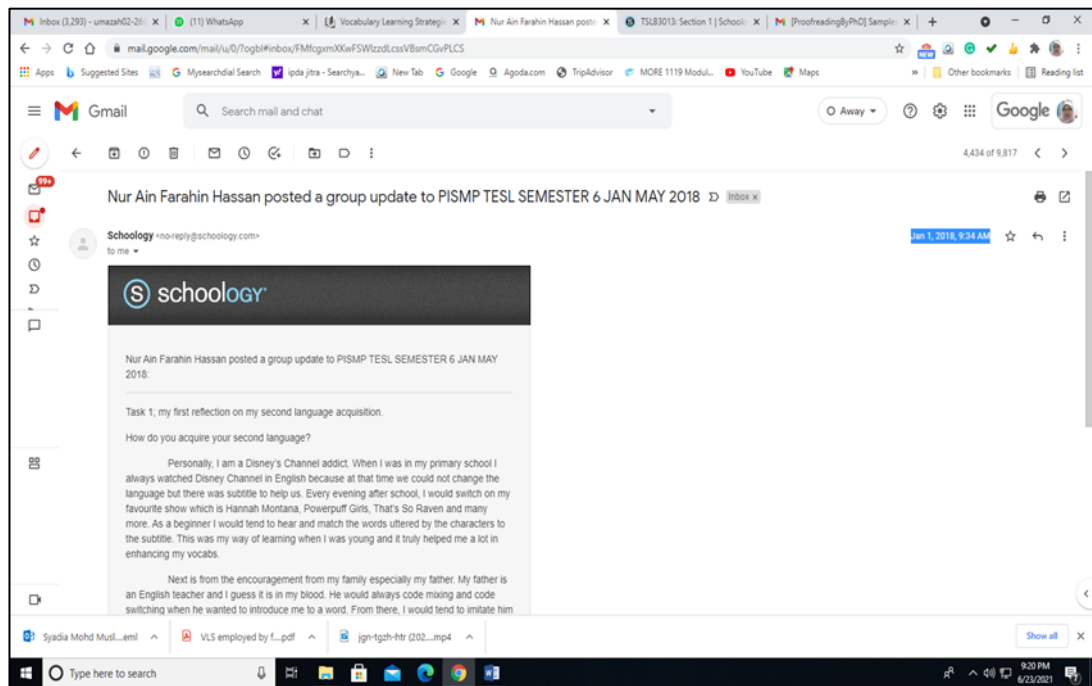 Inbox (3,293) - umazah02-26(
(11) WhatsApp
Vocabulary Learning Strategie
Nur Ain Farahin Hassan poste
TSLB3013: Section 1 | Schoolo
[ProofreadingByPhD] Sample
mail.google.com/mail/u/0/?ogbl#inbox/FMfcgxmXKwFSWlzzdLcssVBsmCGvPLCS
NEW
Apps Suggested Sites Mysearchdial Search ipda jitra - Searchya... New Tab Google Agoda.com TripAdvisor MORE 1119 Modul... YouTube Maps » Other bookmarks Reading list
Gmail
Search mail and chat
Away
Google
4,434 of 9,817
99+
Nur Ain Farahin Hassan posted a group update to PISMP TESL SEMESTER 6 JAN MAY 2018 Inbox x
Schoology <no-reply@schoology.com>
Jan 1, 2018, 9:34 AM
to me
S schoology
Nur Ain Farahin Hassan posted a group update to PISMP TESL SEMESTER 6 JAN MAY
2018:
Task 1; my first reflection on my second language acquisition.
How do you acquire your second language?
Personally, I am a Disney's Channel addict. When I was in my primary school I
always watched Disney Channel in English because at that time we could not change the
language but there was subtitle to help us. Every evening after school, I would switch on my
favourite show which is Hannah Montana, Powerpuff Girls, That's So Raven and many
more. As a beginner I would tend to hear and match the words uttered by the characters to
the subtitle. This was my way of learning when I was young and it truly helped me a lot in
enhancing my vocabs.
Next is from the encouragement from my family especially my father. My father is
an English teacher and I guess it is in my blood. He would always code mixing and code
switching when he wanted to introduce me to a word. From there, I would tend to imitate him
Syadia Mohd Musl....eml
VLS employed by f....pdf
jgn-tgzh-htr (202....mp4
Show all
Type here to search
9:20 PM
6/23/2021